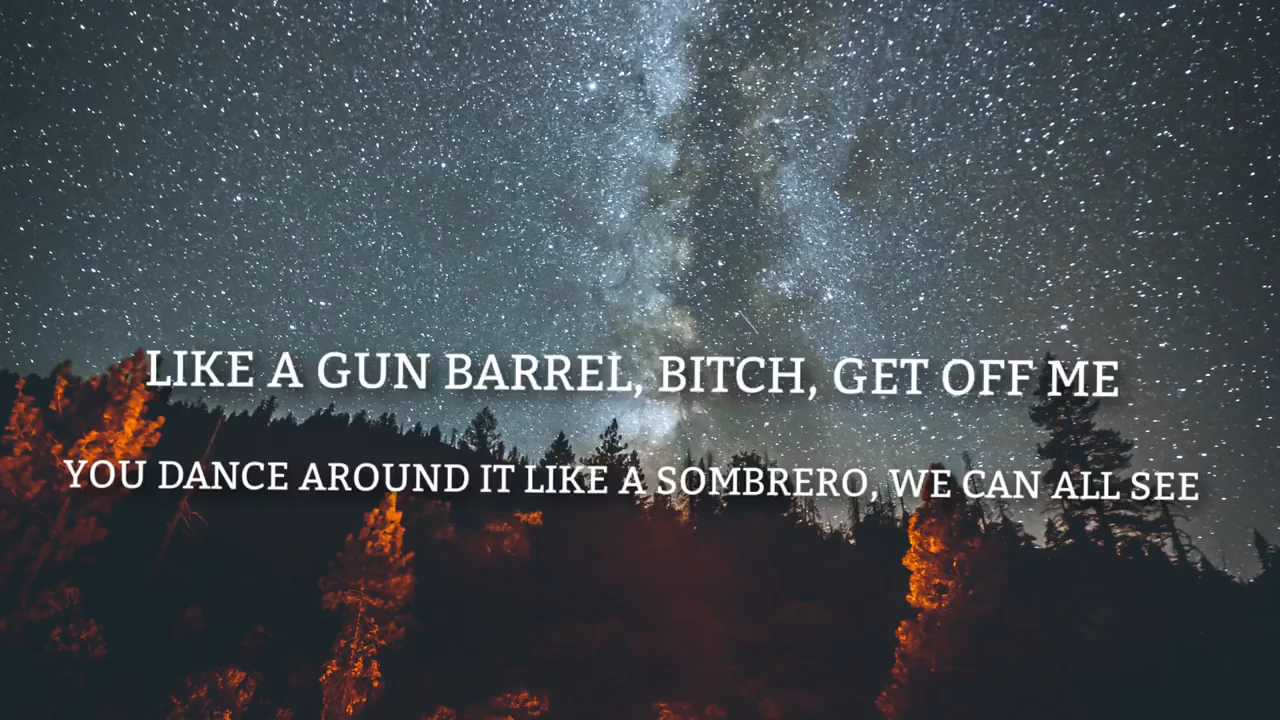 LIKE A GUN BARREL, BITCH, GET OFF ME
YOU DANCE AROUND IT LIKE A SOMBRERO, WE CAN ALL SEE